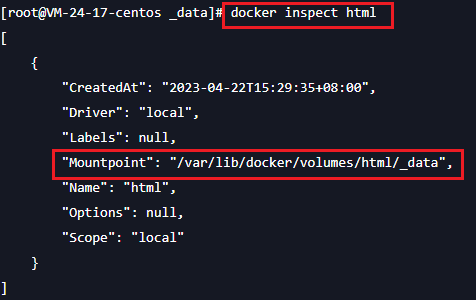 [root@VM-24-17-centos _data]# docker inspect html
[
    {
        "CreatedAt": "2023-04-22T15:29:35+08:00",
        "Driver": "local",
        "Labels": null,
        "Mountpoint": "/var/lib/docker/volumes/html/_data",
        "Name": "html",
        "Options": null,
        "Scope": "local"
    }
]